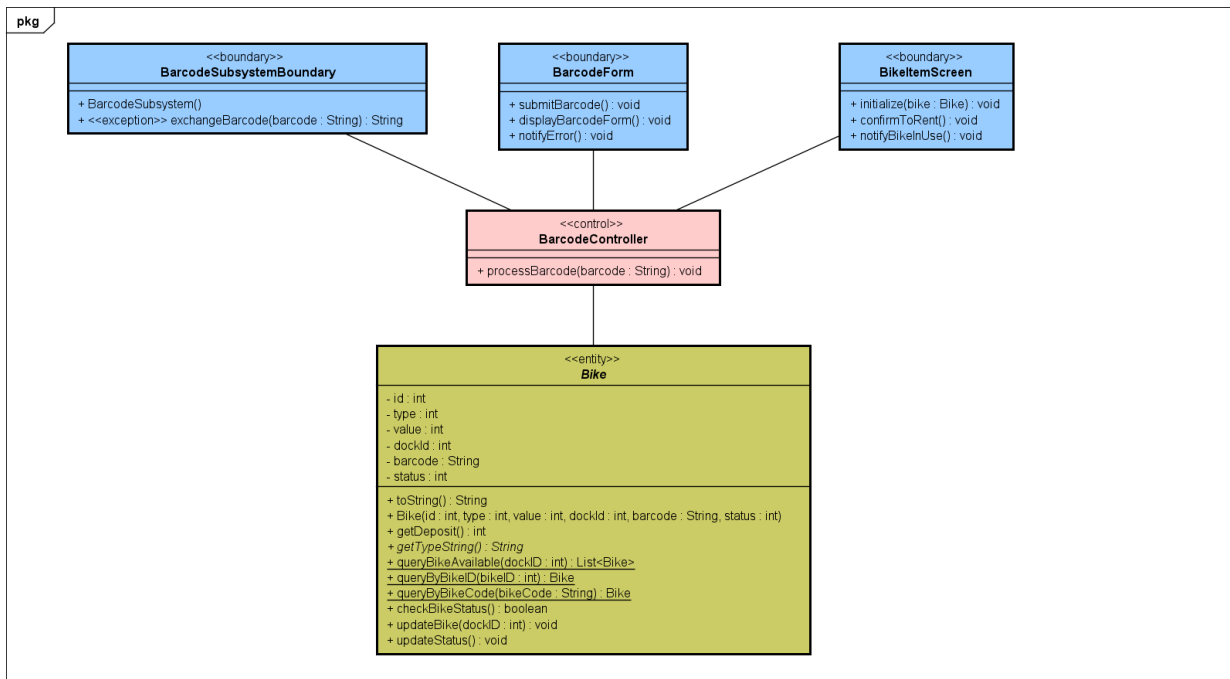 pkg
<<boundary>>
BarcodeSubsystemBoundary
+ BarcodeSubsystem()
+ <<exception>> exchangeBarcode(barcode : String) : String
<<boundary>>
BarcodeForm
+ submitBarcode() : void
+ displayBarcodeForm() : void
+ notifyError() : void
<<boundary>>
BikeItemScreen
+ initialize(bike : Bike) : void
+ confirmToRent() : void
+ notifyBikeInUse() : void
<<control>>
BarcodeController
+ processBarcode(barcode : String) : void
<<entity>>
Bike
- id : int
- type : int
- value : int
- dockId : int
- barcode : String
- status : int
+ toString() : String
+ Bike(id : int, type : int, value : int, dockId : int, barcode : String, status : int)
+ getDeposit() : int
+ getTypeString() : String
+ queryBikeAvailable(dockID : int) : List<Bike>
+ queryByBikeID(bikeID : int) : Bike
+ queryByBikeCode(bikeCode : String) : Bike
+ checkBikeStatus() : boolean
+ updateBike(dockID : int) : void
+ updateStatus() : void